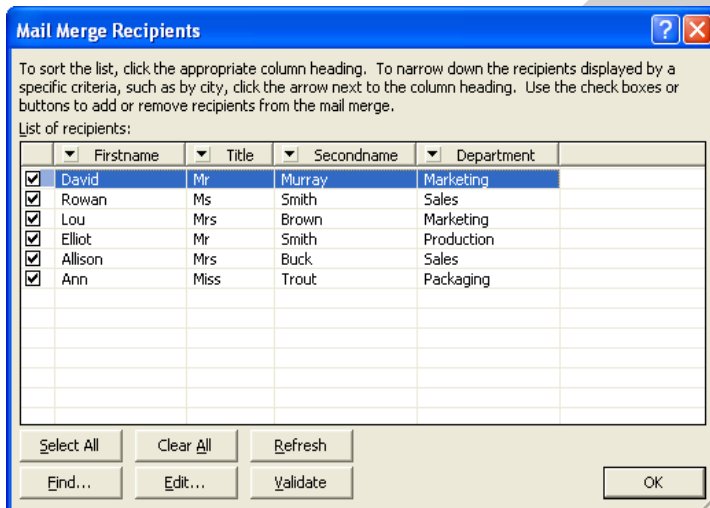 Mail Merge Recipients
To sort the list, click the appropriate column heading. To narrow down the recipients displayed by a
specific criteria, such as by city, click the arrow next to the column heading. Use the check boxes or
buttons to add or remove recipients from the mail merge.
List of recipients:
Firstname Title Secondname Department
David Mr Murray Marketing
Rowan Ms Smith Sales
Lou Mrs Brown Marketing
Elliot Mr Smith Production
Allison Mrs Buck Sales
Ann Miss Trout Packaging
Select All Clear All Refresh
Find... Edit... Validate OK